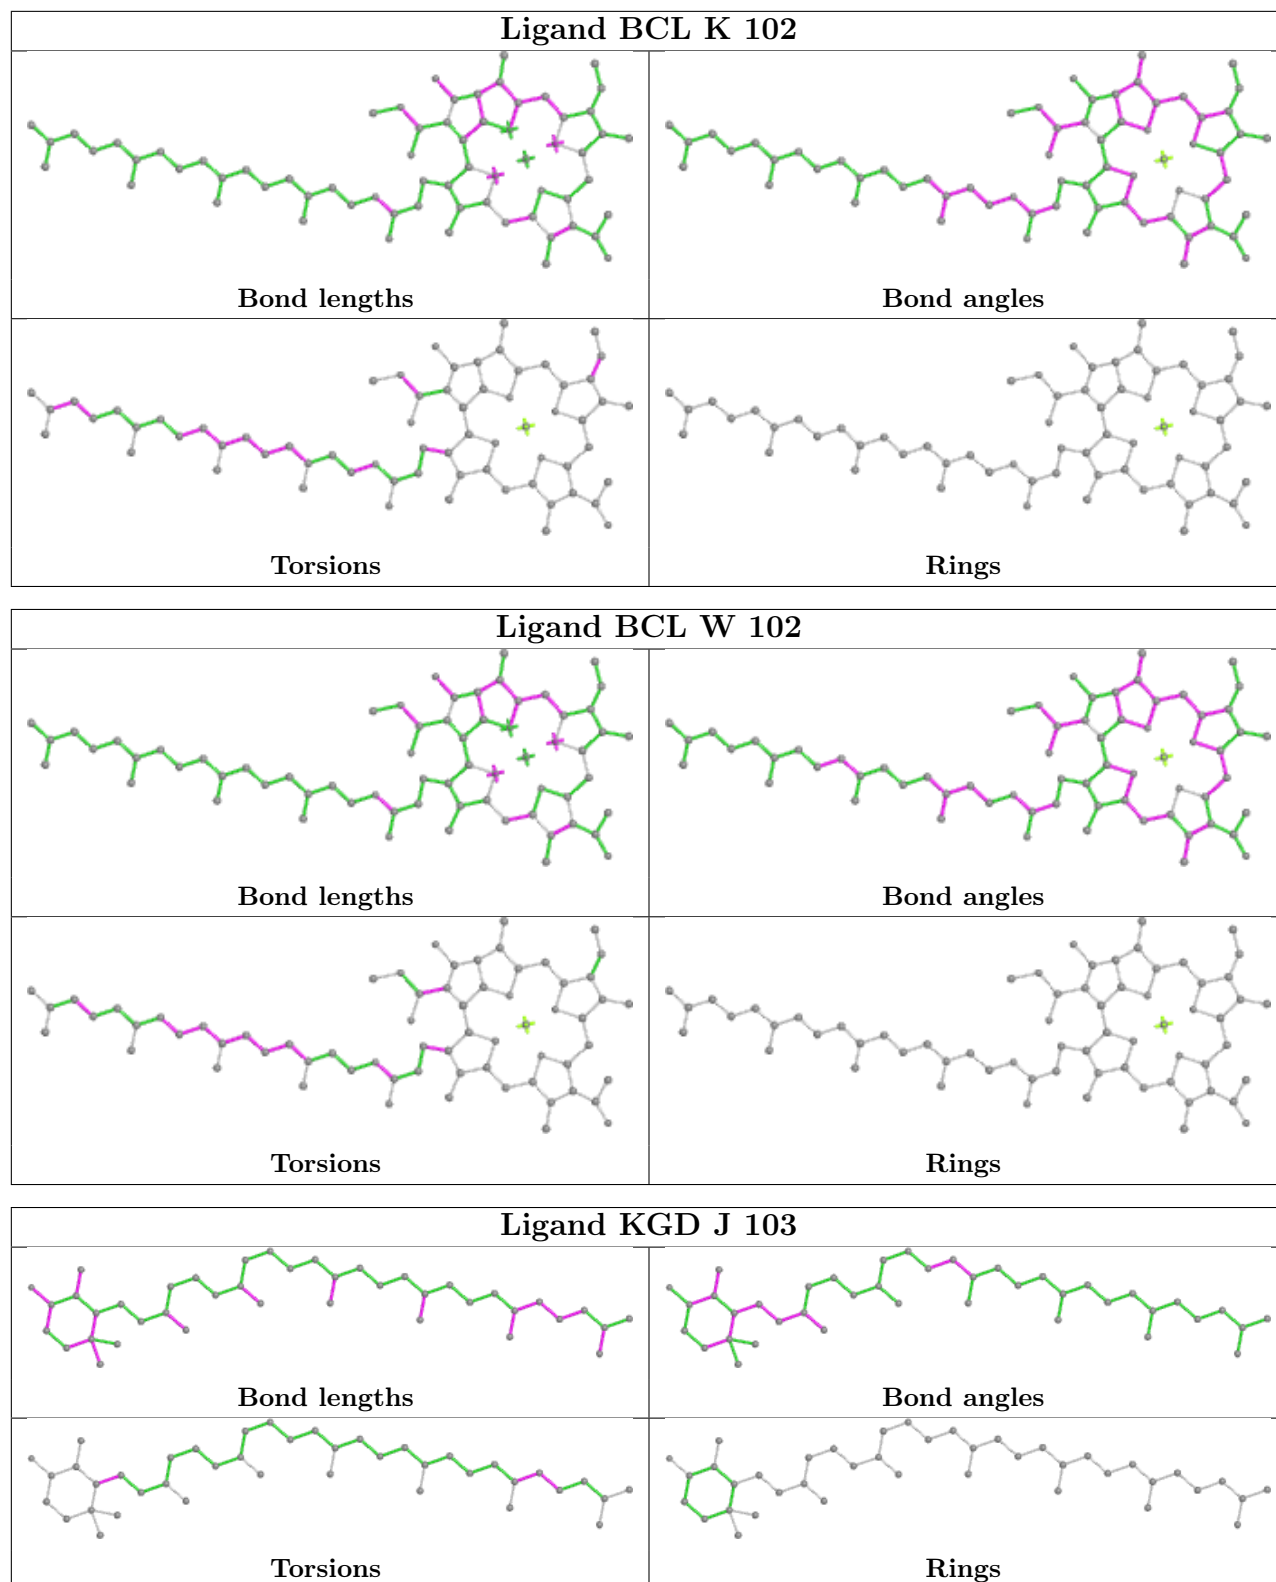 Ligand BCL K 102
Bond lengths
Bond angles
Torsions
Rings
Ligand BCL W 102
Bond lengths
Bond angles
Torsions
Rings
Ligand KGD J 103
Bond lengths
Bond angles
Torsions
Rings